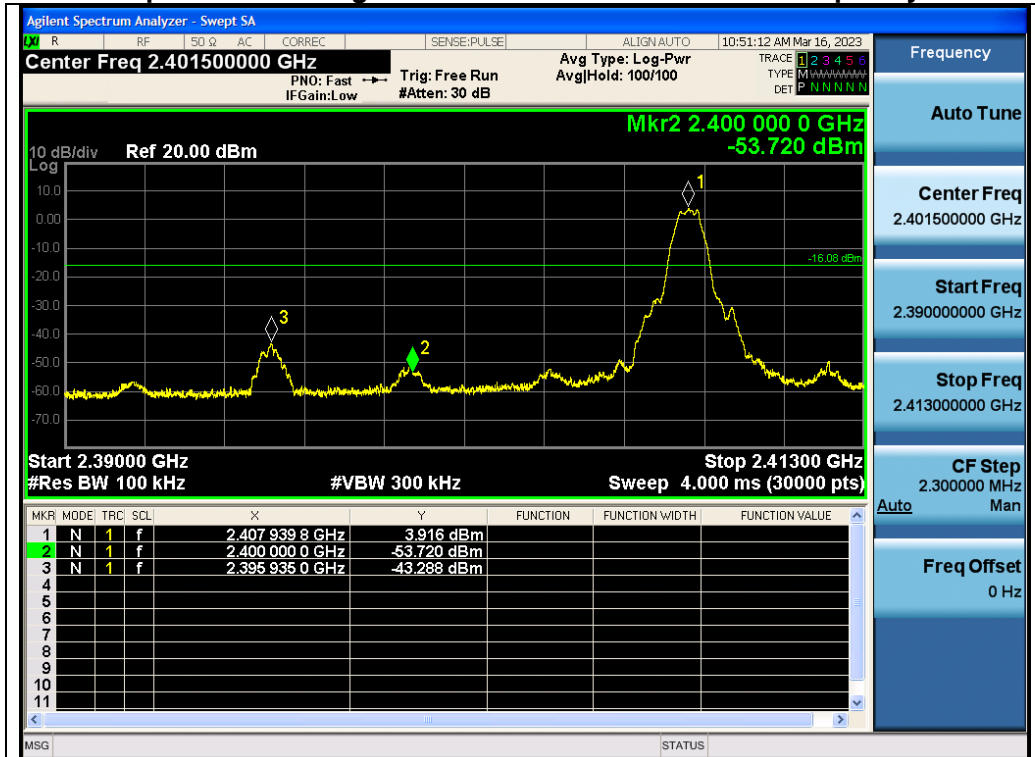 Agilent Spectrum Analyzer - Swept SA
LXI R RF 50 Ω AC CORREC SENSE:PULSE ALIGN AUTO 10:51:12 AM Mar 16, 2023
Center Freq 2.401500000 GHz
PNO: Fast
IFGain:Low
Trig: Free Run
#Atten: 30 dB
Avg Type: Log-Pwr
Avg|Hold: 100/100
TRACE 1 2 3 4 5 6
TYPE M WWWWW
DET P N N N N N
Mkr2 2.400 000 0 GHz
-53.720 dBm
10 dB/div Ref 20.00 dBm
Log
10.0
0.00
-10.0
-20.0
-30.0
-40.0
-50.0
-60.0
-70.0
1
-16.08 dBm
3
2
Start 2.39000 GHz Stop 2.41300 GHz
#Res BW 100 kHz #VBW 300 kHz Sweep 4.000 ms (30000 pts)
MKR MODE TRC SCL X Y FUNCTION FUNCTION WIDTH FUNCTION VALUE
1 N 1 f 2.407 939 8 GHz 3.916 dBm
2 N 1 f 2.400 000 0 GHz -53.720 dBm
3 N 1 f 2.395 935 0 GHz -43.288 dBm
4
5
6
7
8
9
10
11
MSG STATUS
Frequency
Auto Tune
Center Freq
2.401500000 GHz
Start Freq
2.390000000 GHz
Stop Freq
2.413000000 GHz
CF Step
2.300000 MHz
Auto Man
Freq Offset
0 Hz